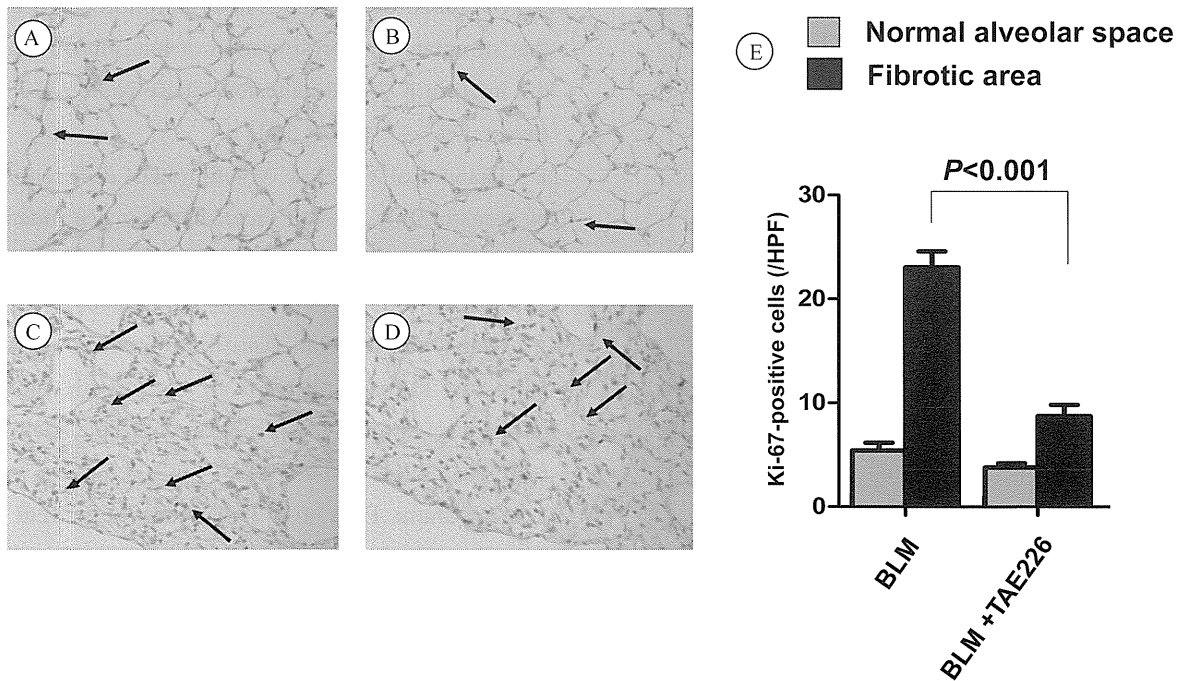 A
B
C
D
E
Normal alveolar space
Fibrotic area
P<0.001
Ki-67-positive cells (/HPF)
30
20
10
0
BLM
BLM +TAE226